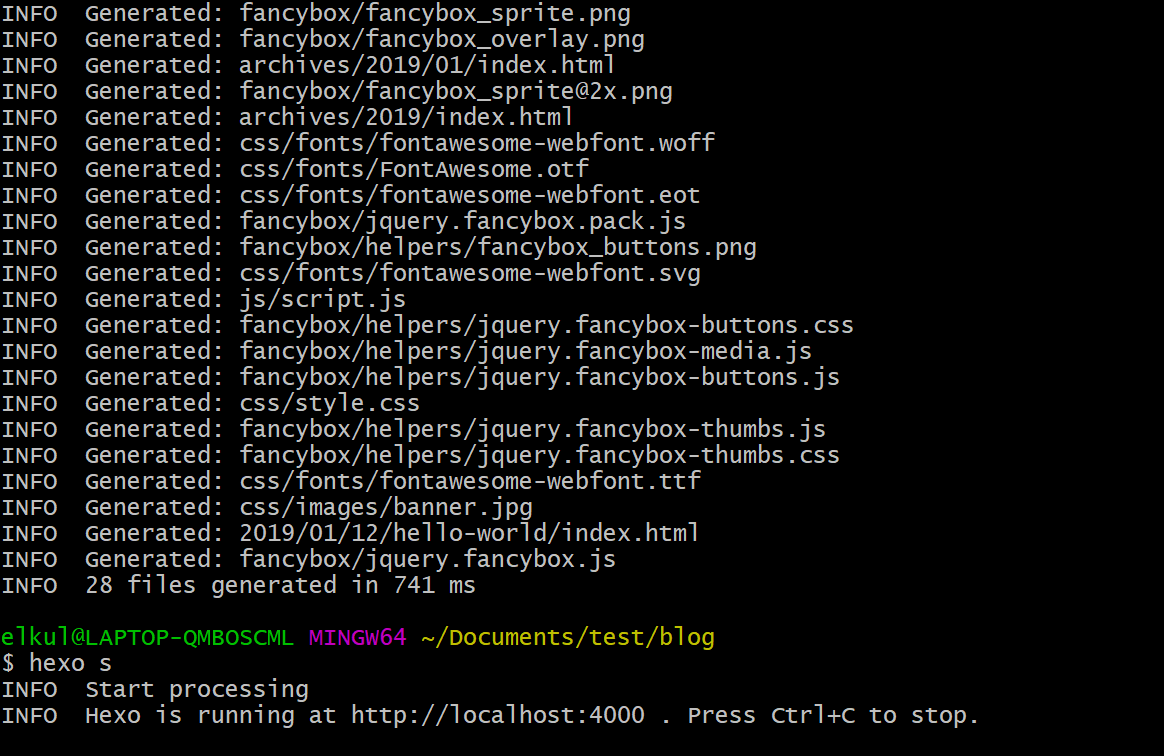 INFO  Generated: fancybox/fancybox_sprite.png
INFO  Generated: fancybox/fancybox_overlay.png
INFO  Generated: archives/2019/01/index.html
INFO  Generated: fancybox/fancybox_sprite@2x.png
INFO  Generated: archives/2019/index.html
INFO  Generated: css/fonts/fontawesome-webfont.woff
INFO  Generated: css/fonts/FontAwesome.otf
INFO  Generated: css/fonts/fontawesome-webfont.eot
INFO  Generated: fancybox/jquery.fancybox.pack.js
INFO  Generated: fancybox/helpers/fancybox_buttons.png
INFO  Generated: css/fonts/fontawesome-webfont.svg
INFO  Generated: js/script.js
INFO  Generated: fancybox/helpers/jquery.fancybox-buttons.css
INFO  Generated: fancybox/helpers/jquery.fancybox-media.js
INFO  Generated: fancybox/helpers/jquery.fancybox-buttons.js
INFO  Generated: css/style.css
INFO  Generated: fancybox/helpers/jquery.fancybox-thumbs.js
INFO  Generated: fancybox/helpers/jquery.fancybox-thumbs.css
INFO  Generated: css/fonts/fontawesome-webfont.ttf
INFO  Generated: css/images/banner.jpg
INFO  Generated: 2019/01/12/hello-world/index.html
INFO  Generated: fancybox/jquery.fancybox.js
INFO  28 files generated in 741 ms
elkul@LAPTOP-QMBOSCML MINGW64 ~/Documents/test/blog
$ hexo s
INFO  Start processing
INFO  Hexo is running at http://localhost:4000 . Press Ctrl+C to stop.